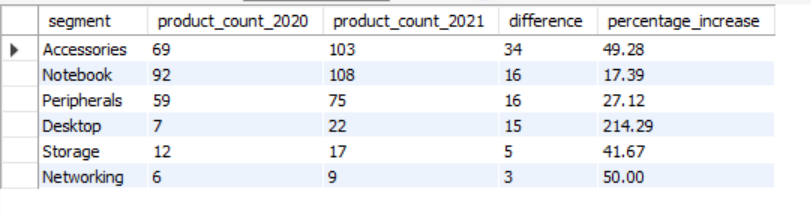 segment product_count_2020 product_count_2021 difference percentage_increase
Accessories 69 103 34 49.28
Notebook 92 108 16 17.39
Peripherals 59 75 16 27.12
Desktop 7 22 15 214.29
Storage 12 17 5 41.67
Networking 6 9 3 50.00